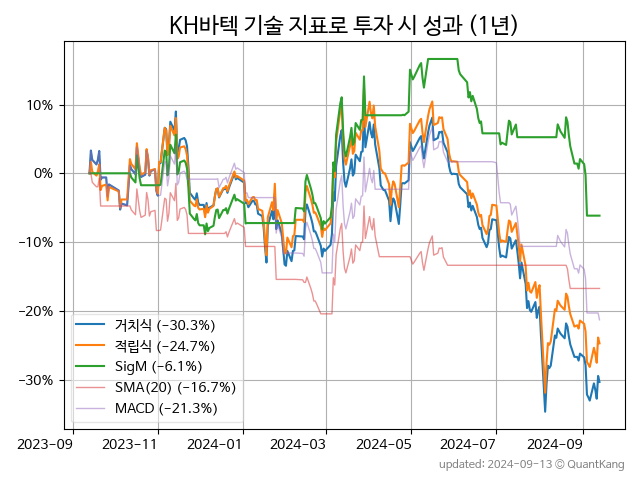 KH바텍 기술 지표로 투자 시 성과 (1년)
10%
0%
−10%
−20%
−30%
거치식 (−30.3%)
적립식 (−24.7%)
SigM (−6.1%)
SMA(20) (−16.7%)
MACD (−21.3%)
2023-09
2023-11
2024-01
2024-03
2024-05
2024-07
2024-09
updated: 2024-09-13 © QuantKang